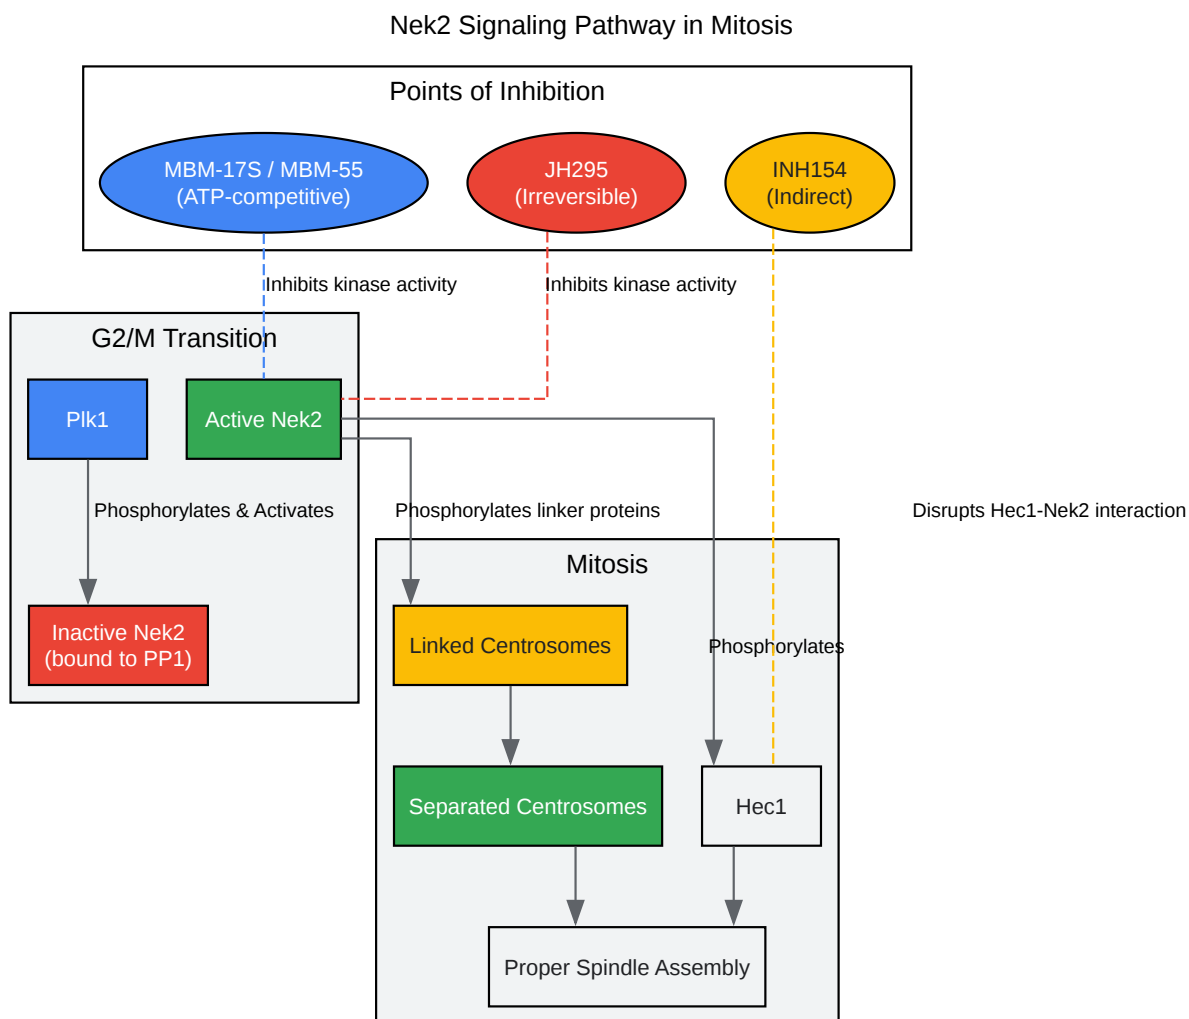 Nek2 Signaling Pathway in Mitosis
Points of Inhibition
MBM-17S / MBM-55
(ATP-competitive)
JH295
(Irreversible)
INH154
(Indirect)
Inhibits kinase activity
Inhibits kinase activity
G2/M Transition
Plk1
Active Nek2
Phosphorylates & Activates
Phosphorylates linker proteins
Disrupts Hec1-Nek2 interaction
Mitosis
Inactive Nek2
(bound to PP1)
Linked Centrosomes
Phosphorylates
Separated Centrosomes
Hec1
Proper Spindle Assembly